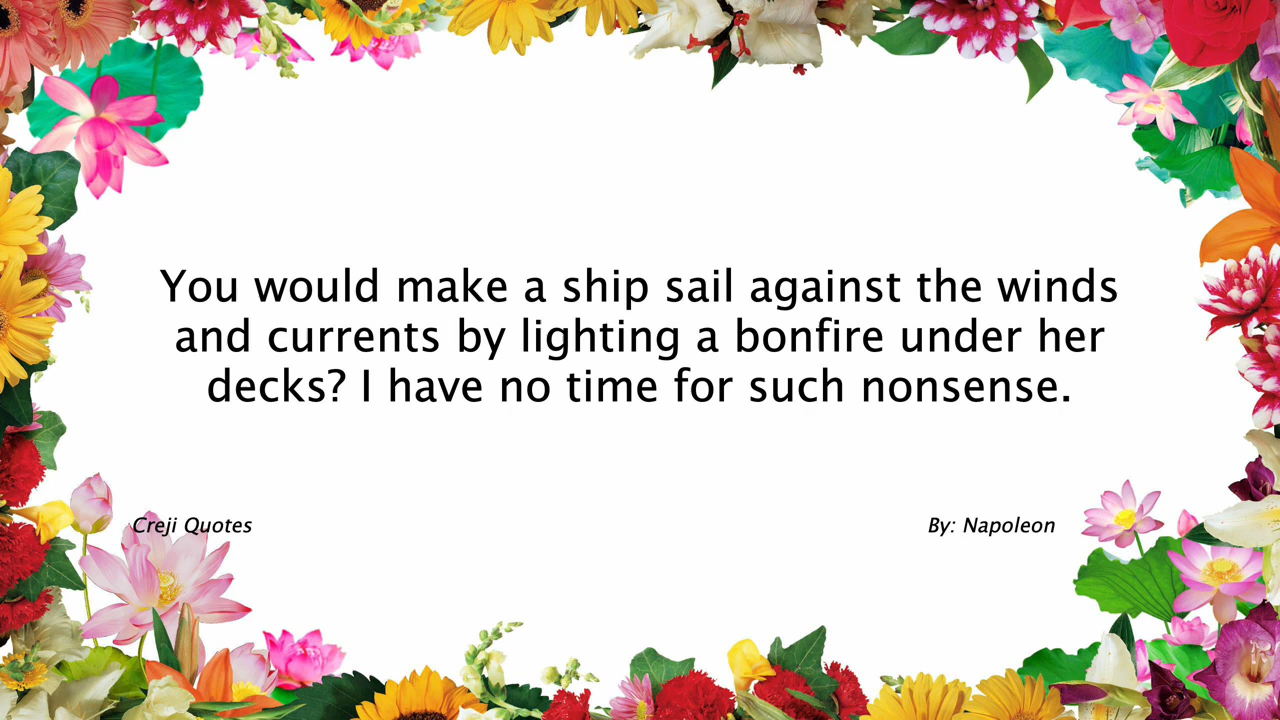 You would make a ship sail against the winds
and currents by lighting a bonfire under her
decks? I have no time for such nonsense.
Creji Quotes
By: Napoleon